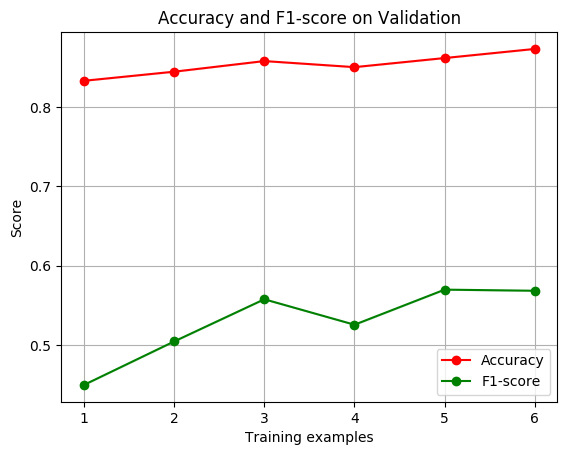 Accuracy and F1-score on Validation
Score
0.8
0.7
0.6
0.5
Accuracy
F1-score
1 2 3 4 5 6
Training examples